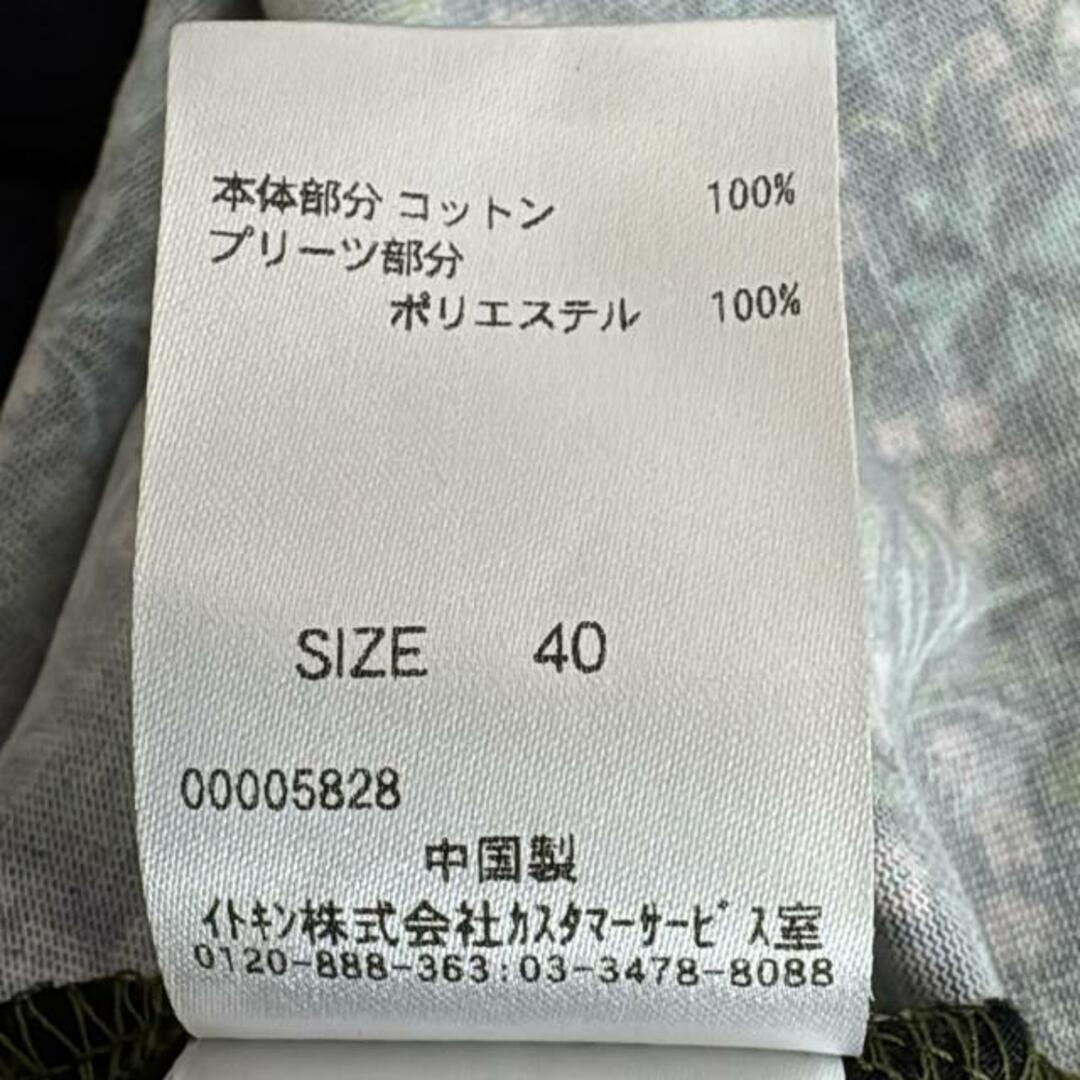 本体部分 コットン 100%
プリーツ部分
ポリエステル 100%
SIZE 40
00005828
中国製
ｲﾄｷﾝ株式会社ｶｽﾀﾏｰｻｰﾋﾞｽ室
0120-888-363:03-3478-8088